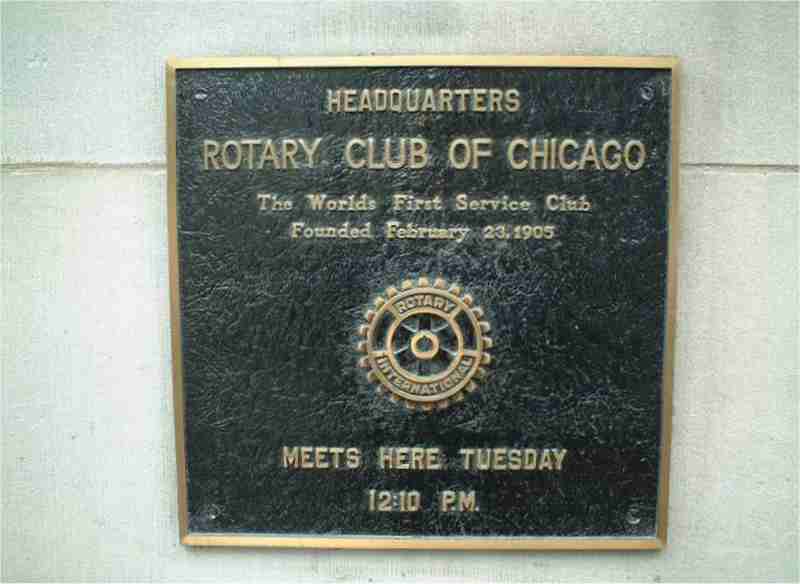 HEADQUARTERS
ROTARY CLUB OF CHICAGO
The Worlds First Service Club
Founded February 23, 1905
ROTARY
INTERNATIONAL
MEETS HERE TUESDAY
12:10 P.M.